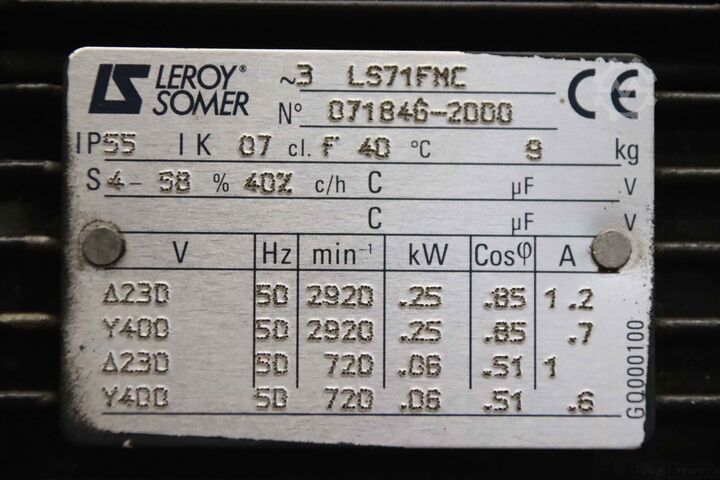 LEROY® SOMER
~3 LS71FMC
N° 071846-2000
CE
IP55 IK 07 cl. F 40 °C 9 kg
S4-58 % 40% c/h C µF V
C µF V
V Hz min⁻¹ kW Cosφ A
Δ230 50 2920 .25 .85 1.2
Y400 50 2920 .25 .85 .7
Δ230 50 720 .06 .51 1
Y400 50 720 .06 .51 .6